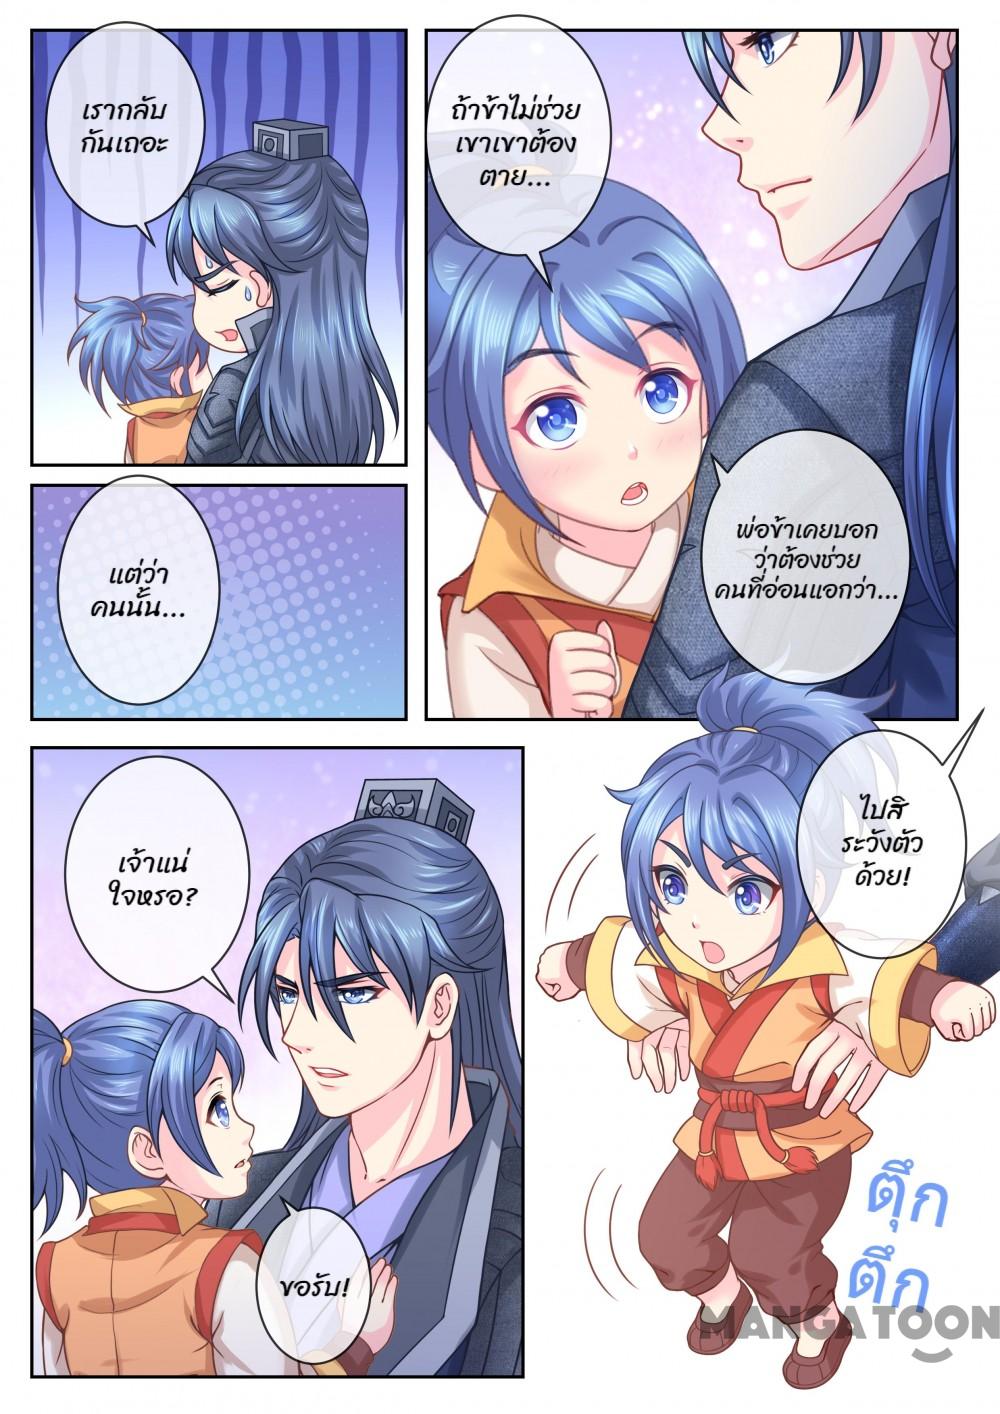 เรากลับ
กันเถอะ
ถ้าข้าไม่ช่วย
เขาเขาต้อง
ตาย...
พ่อข้าเคยบอก
ว่าต้องช่วย
คนที่อ่อนแอกว่า...
แต่ว่า
คนนั้น...
เจ้าแน่
ใจหรอ?
ขอรับ!
ไปสิ
ระวังตัว
ด้วย!
ตุ๊ก
ตึ๊ก
MANGATOON